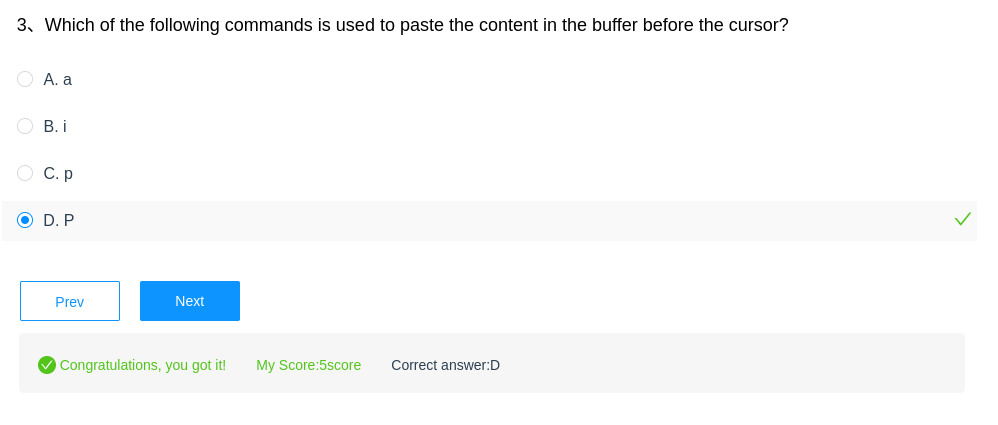 3、Which of the following commands is used to paste the content in the buffer before the cursor?
A. a
B. i
C. p
D. P
Prev Next
Congratulations, you got it! My Score:5score Correct answer:D